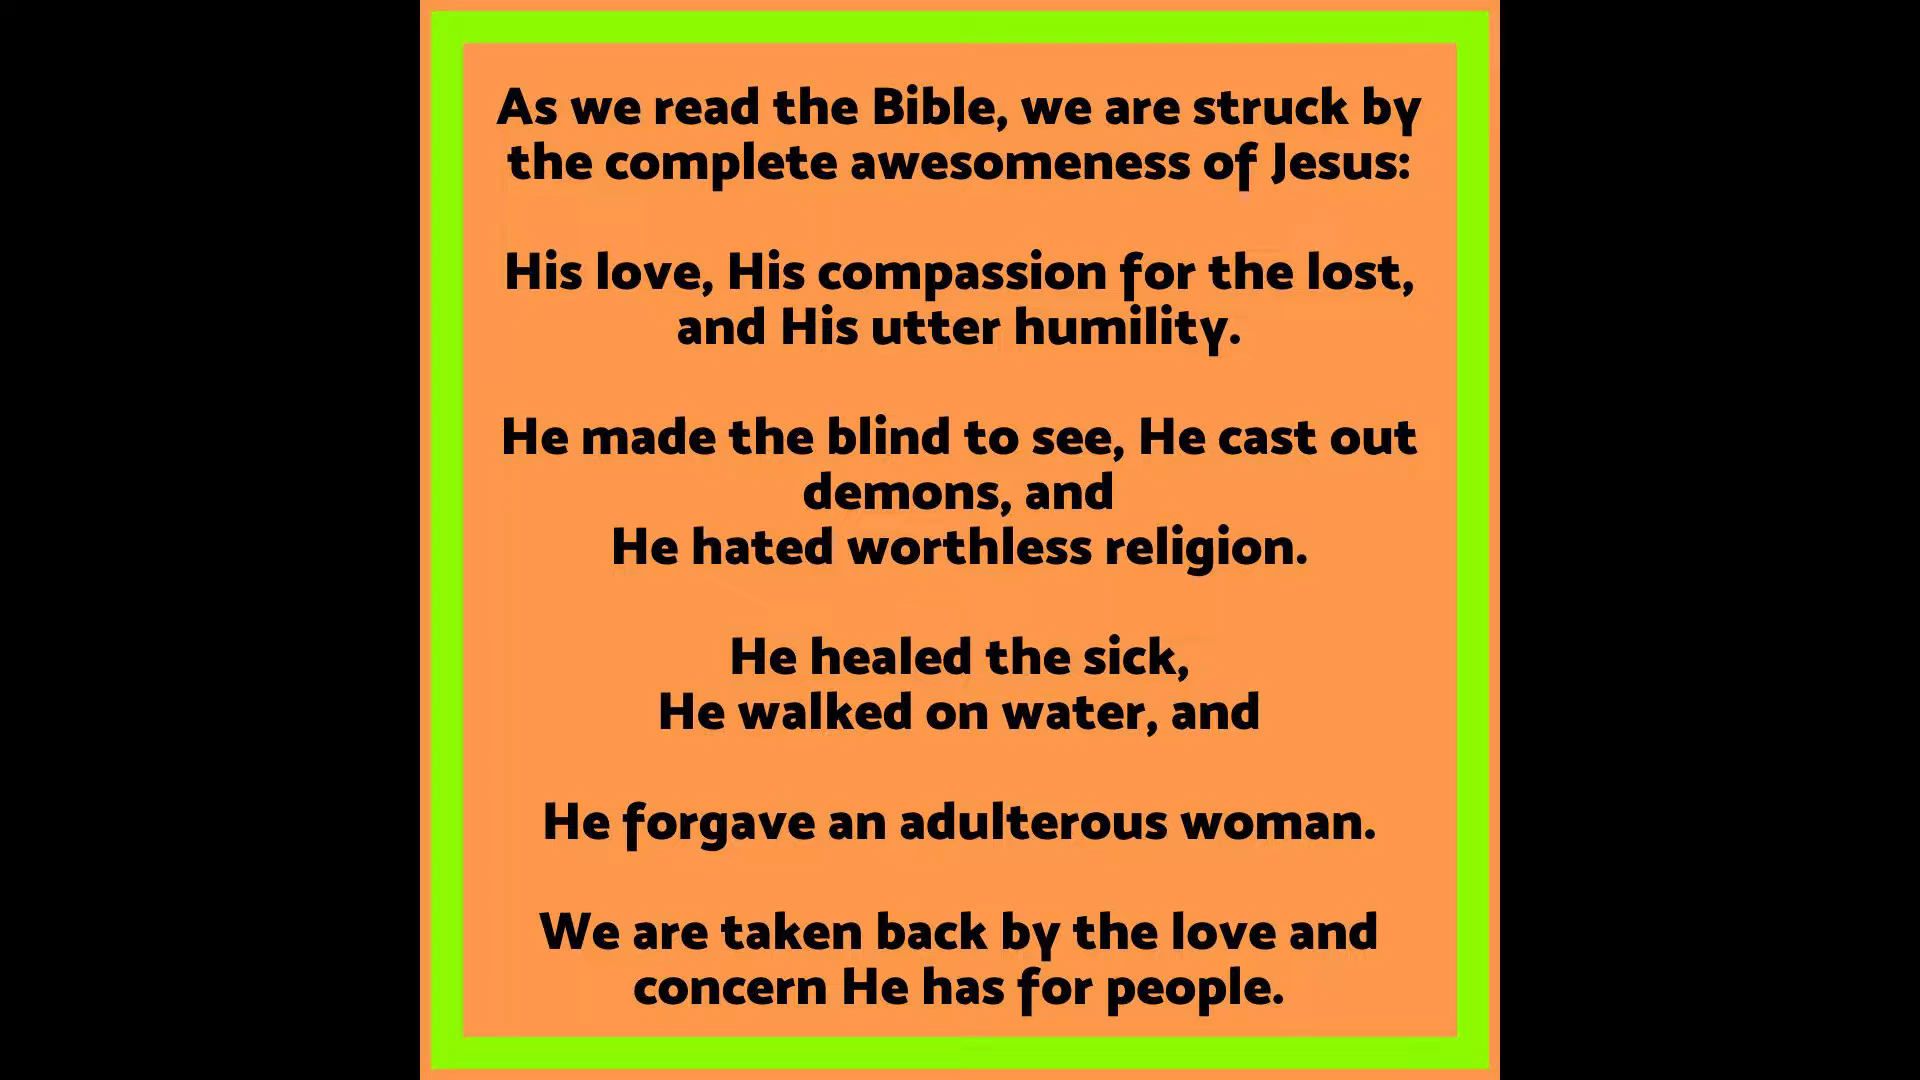 As we read the Bible, we are struck by
the complete awesomeness of Jesus:
His love, His compassion for the lost,
and His utter humility.
He made the blind to see, He cast out
demons, and
He hated worthless religion.
He healed the sick,
He walked on water, and
He forgave an adulterous woman.
We are taken back by the love and
concern He has for people.